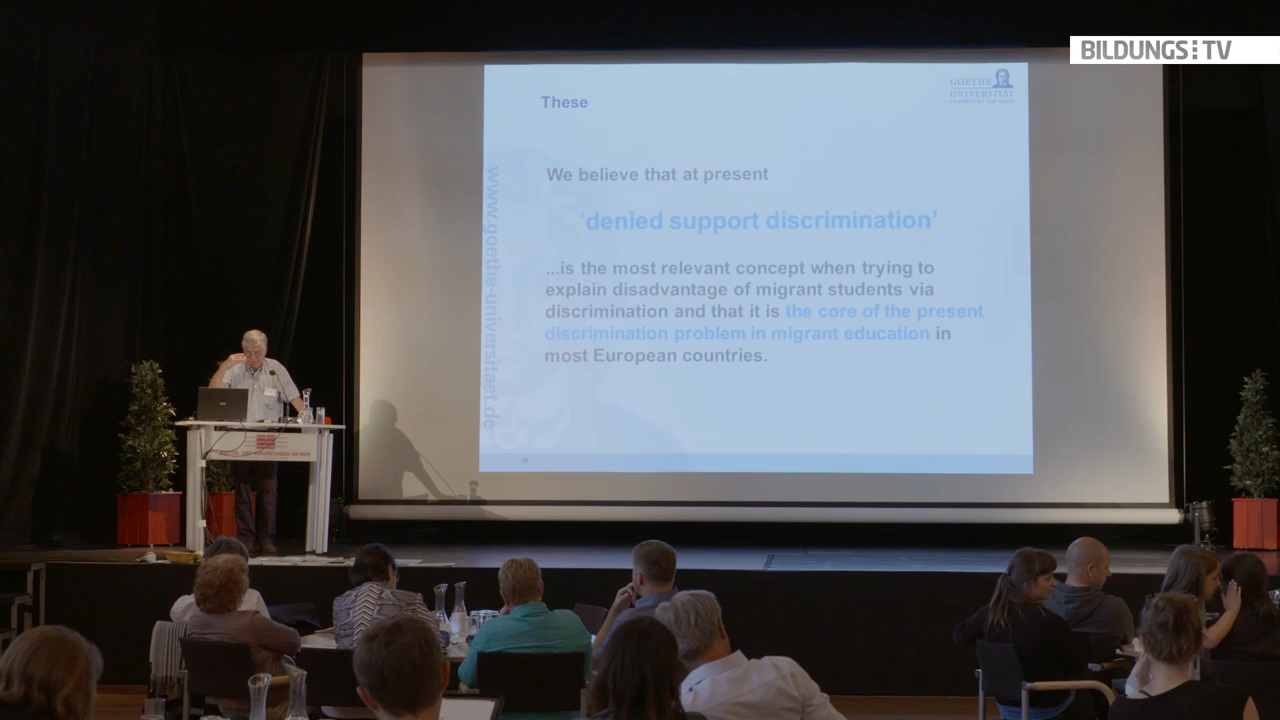 BILDUNGS TV
GOETHE
UNIVERSITÄT
FRANKFURT AM MAIN
These
www.goethe-universitaet.de
We believe that at present
'denied support discrimination'
...is the most relevant concept when trying to
explain disadvantage of migrant students via
discrimination and that it is the core of the present
discrimination problem in migrant education in
most European countries.